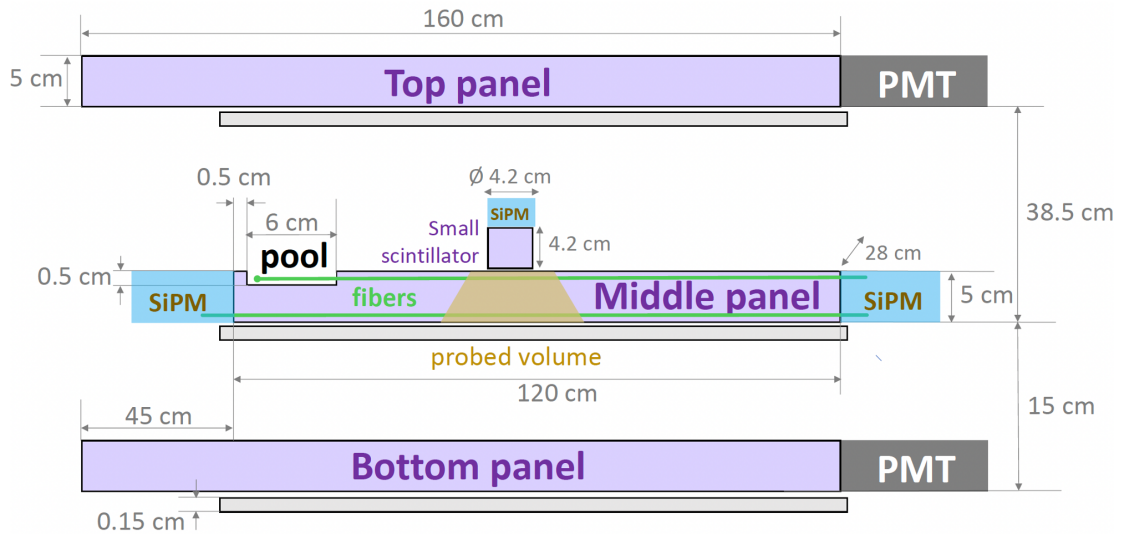 160 cm
5 cm
Top panel
PMT
0.5 cm
Ø 4.2 cm
6 cm
SiPM
38.5 cm
Small
scintillator
4.2 cm
pool
28 cm
0.5 cm
SiPM
fibers
Middle panel
SiPM
5 cm
probed volume
120 cm
45 cm
15 cm
Bottom panel
PMT
0.15 cm